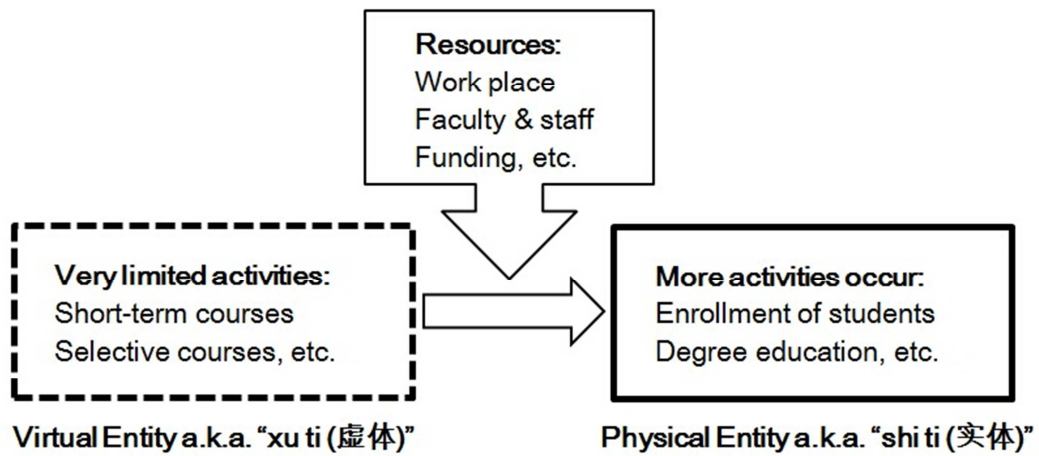 Resources:
Work place
Faculty & staff
Funding, etc.
Very limited activities:
Short-term courses
Selective courses, etc.
More activities occur:
Enrollment of students
Degree education, etc.
Virtual Entity a.k.a. “xu ti (虚体)”
Physical Entity a.k.a. “shi ti (实体)”